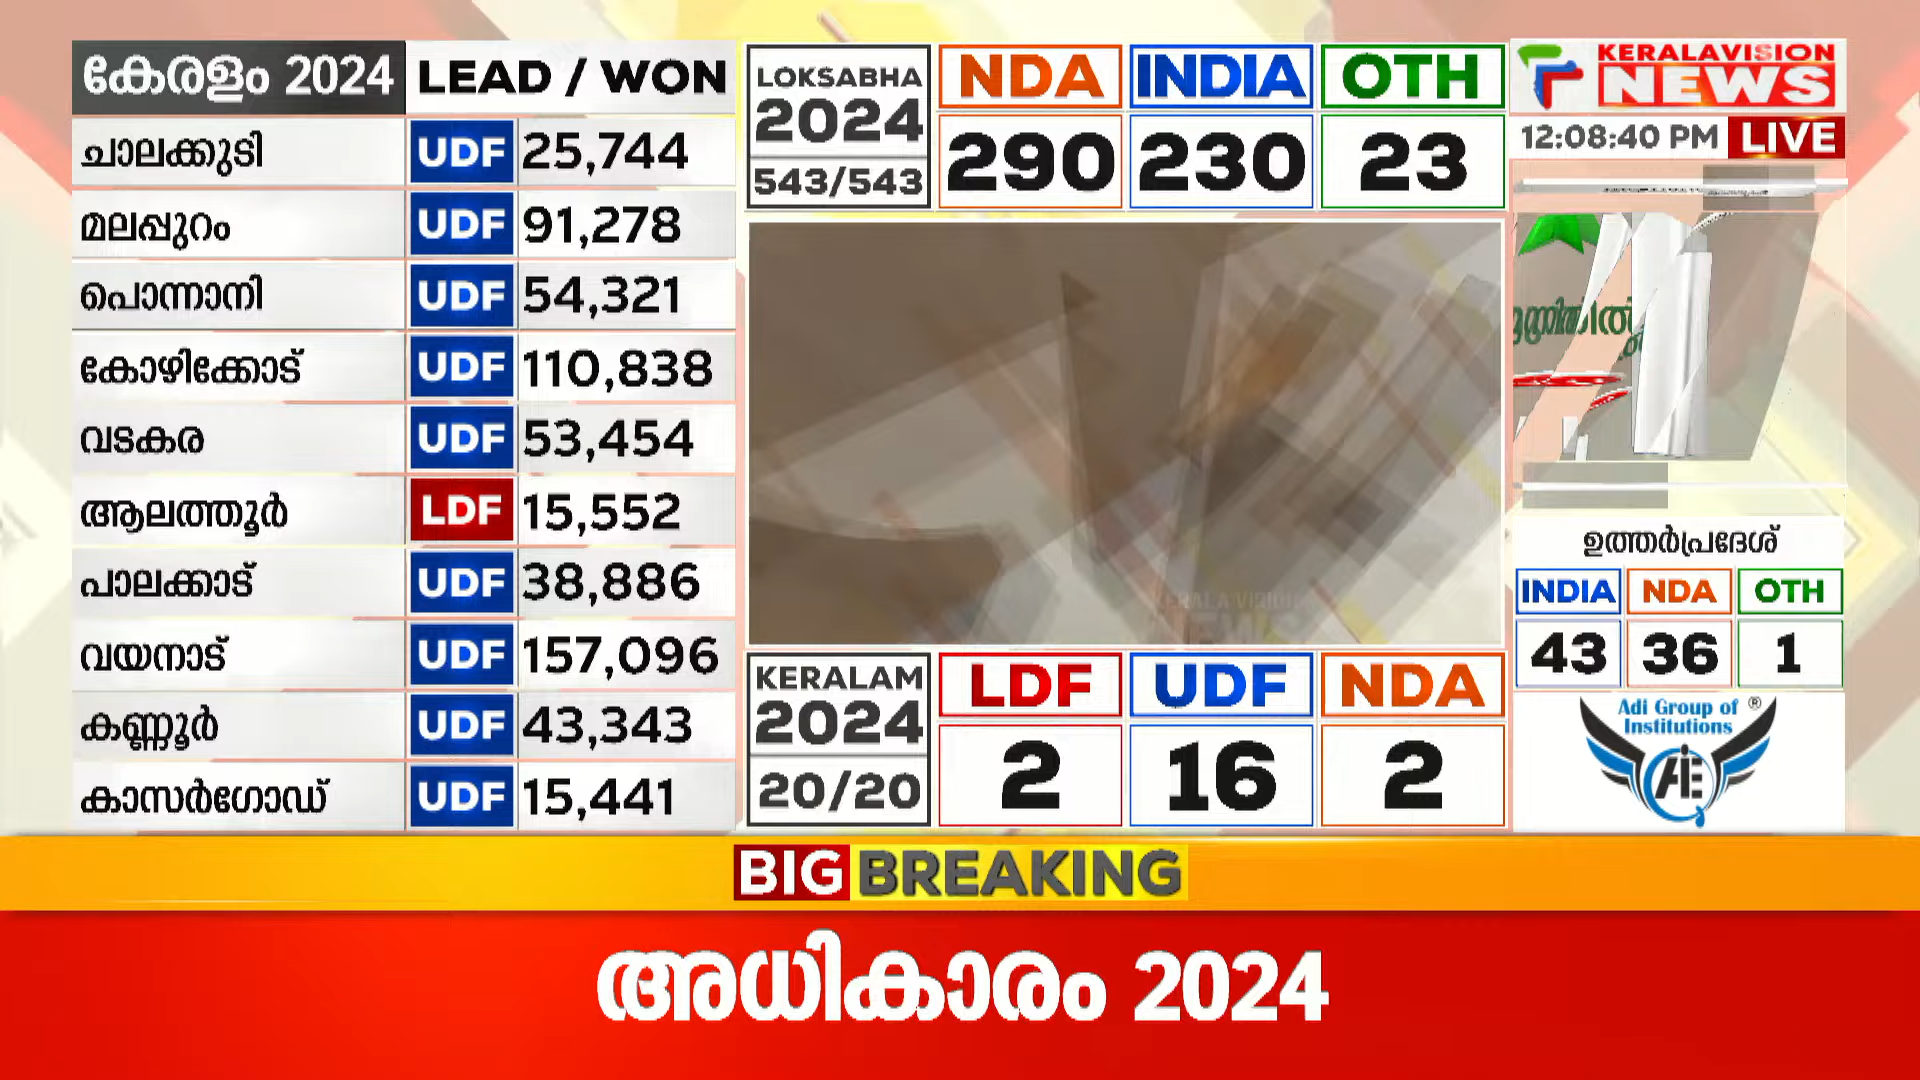 കേരളം 2024 LEAD / WON
ചാലക്കുടി UDF 25,744
മലപ്പുറം UDF 91,278
പൊന്നാനി UDF 54,321
കോഴിക്കോട് UDF 110,838
വടകര UDF 53,454
ആലത്തൂർ LDF 15,552
പാലക്കാട് UDF 38,886
വയനാട് UDF 157,096
കണ്ണൂർ UDF 43,343
കാസർഗോഡ് UDF 15,441
LOKSABHA
2024
543/543
NDA INDIA OTH
290 230 23
KERALAVISION
NEWS
12:08:40 PM LIVE
KERALA VISION
NEWS
ഉത്തർപ്രദേശ്
INDIA NDA OTH
43 36 1
KERALAM
2024
20/20
LDF UDF NDA
2 16 2
Adi Group of ®
Institutions
BIG BREAKING
അധികാരം 2024